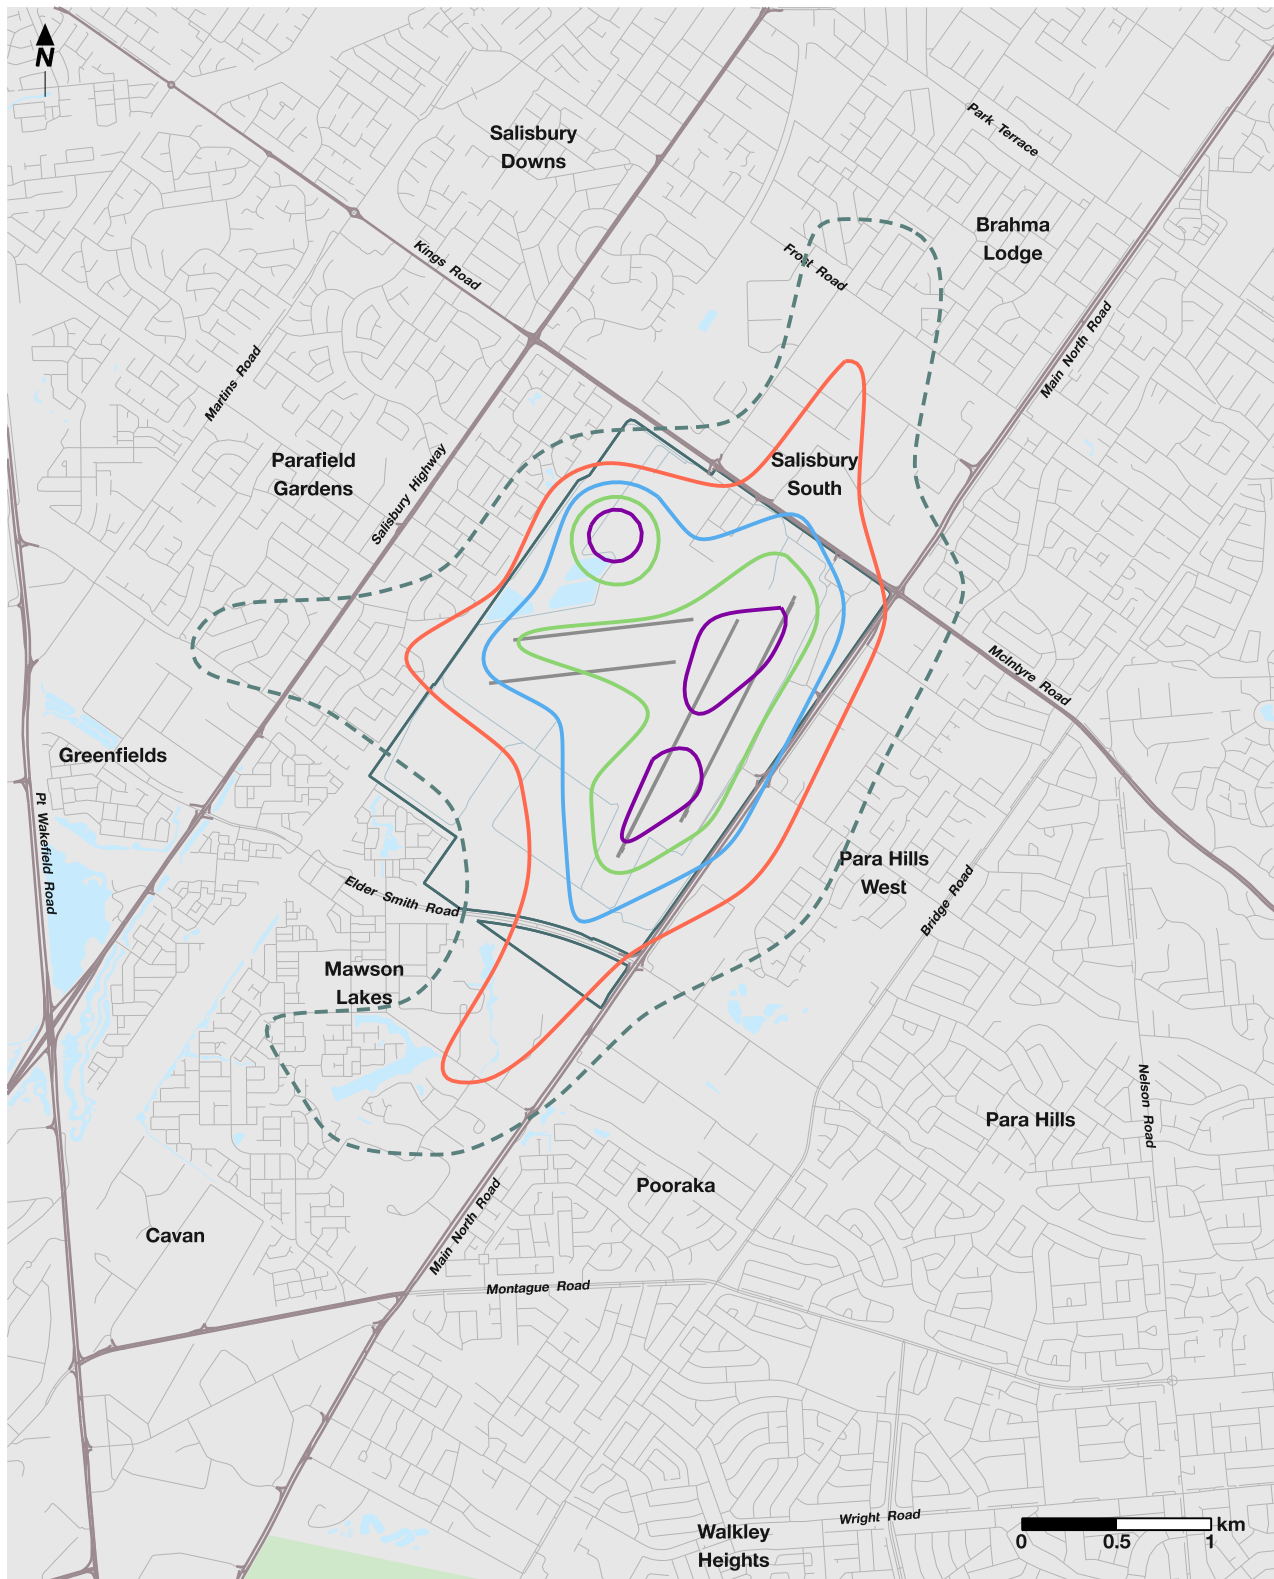 N
Park Terrace
Salisbury
Downs
Brahma
Lodge
Kings Road
Frost Road
Main North Road
Martins Road
Parafield
Gardens
Salisbury Highway
Salisbury
South
McIntyre Road
Greenfields
Pt Wakefield Road
Elder Smith Road
Para Hills
West
Bridge Road
Mawson
Lakes
Nelson Road
Para Hills
Pooraka
Main North Road
Cavan
Montague Road
Wright Road
Walkley
Heights
km
0 0.5 1